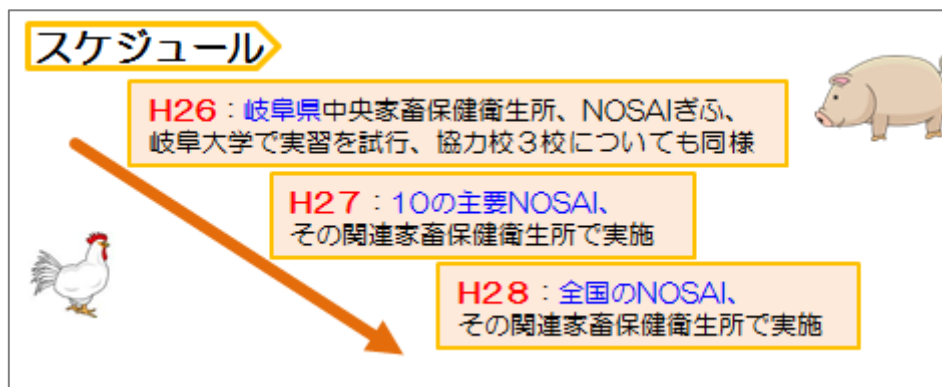 スケジュール
H26：岐阜県中央家畜保健衛生所、NOSAIぎふ、
岐阜大学で実習を試行、協力校３校についても同様
H27：10の主要NOSAI、
その関連家畜保健衛生所で実施
H28：全国のNOSAI、
その関連家畜保健衛生所で実施